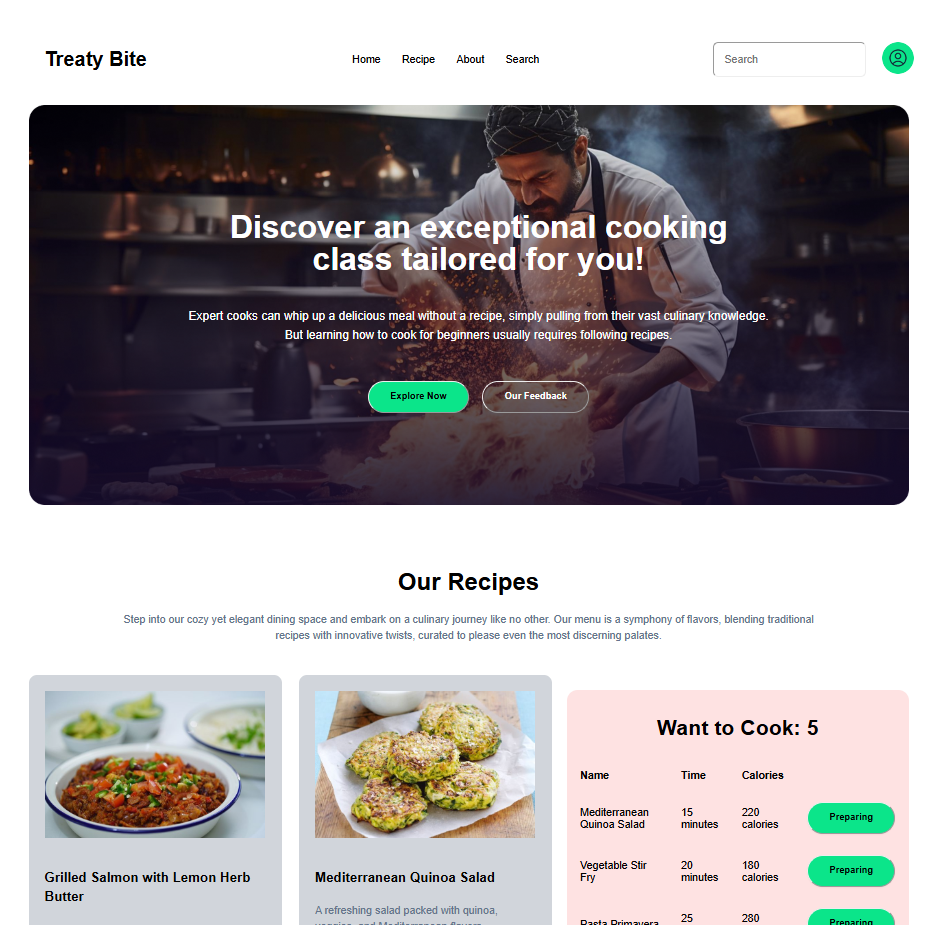 Treaty Bite
Home Recipe About Search
Search
Discover an exceptional cooking
class tailored for you!
Expert cooks can whip up a delicious meal without a recipe, simply pulling from their vast culinary knowledge.
But learning how to cook for beginners usually requires following recipes.
Explore Now
Our Feedback
Our Recipes
Step into our cozy yet elegant dining space and embark on a culinary journey like no other. Our menu is a symphony of flavors, blending traditional
recipes with innovative twists, curated to please even the most discerning palates.
Grilled Salmon with Lemon Herb
Butter
Mediterranean Quinoa Salad
A refreshing salad packed with quinoa,
veggies, and Mediterranean flavors.
Want to Cook: 5
Name Time Calories
Mediterranean
Quinoa Salad
15
minutes
220
calories
Preparing
Vegetable Stir
Fry
20
minutes
180
calories
Preparing
Pasta Primavera
25
280
Preparing